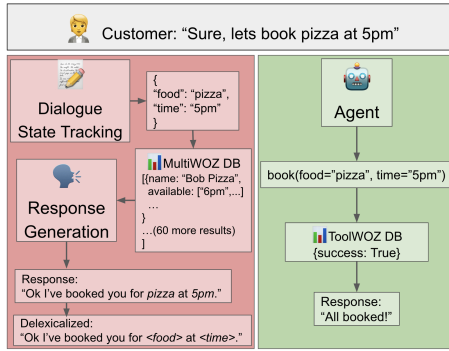 Customer: “Sure, lets book pizza at 5pm”
Dialogue
State Tracking
{
“food”: “pizza”,
“time”: “5pm”
}
MultiWOZ DB
[{name: “Bob Pizza”,
available: [“6pm”,...]
…
}
…(60 more results)
]
Response
Generation
Response:
“Ok I’ve booked you for pizza at 5pm.”
Delexicalized:
“Ok I’ve booked you for <food> at <time>.”
Agent
book(food=”pizza”, time=”5pm”)
ToolWOZ DB
{success: True}
Response:
“All booked!”